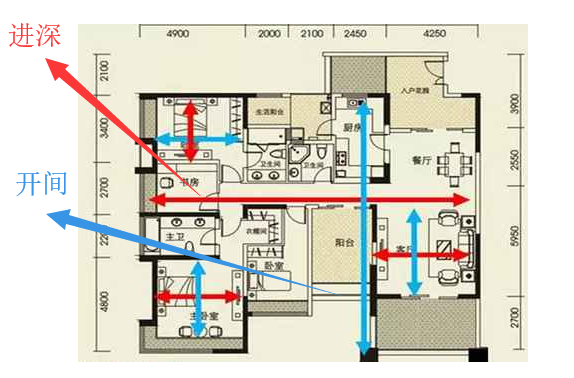 进深
4900
2000
2100
2450
4250
2100
入户花园
3400
生活阳台
厨房
3900
卫生间
卫生间
餐厅
2550
书房
2700
开间
主卫
衣帽间
阳台
客厅
5950
卧室
4800
主卧室
2700